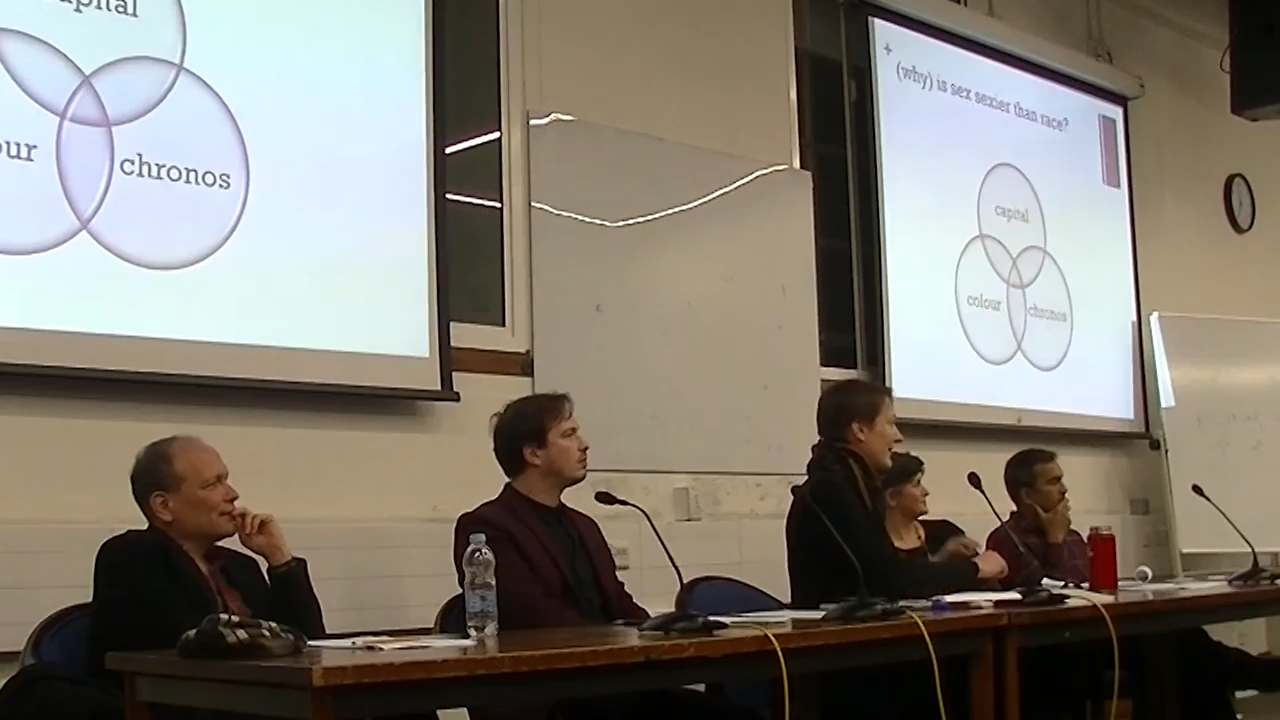 capital
our
chronos
+
(why) is sex sexier than race?
capital
colour
chronos